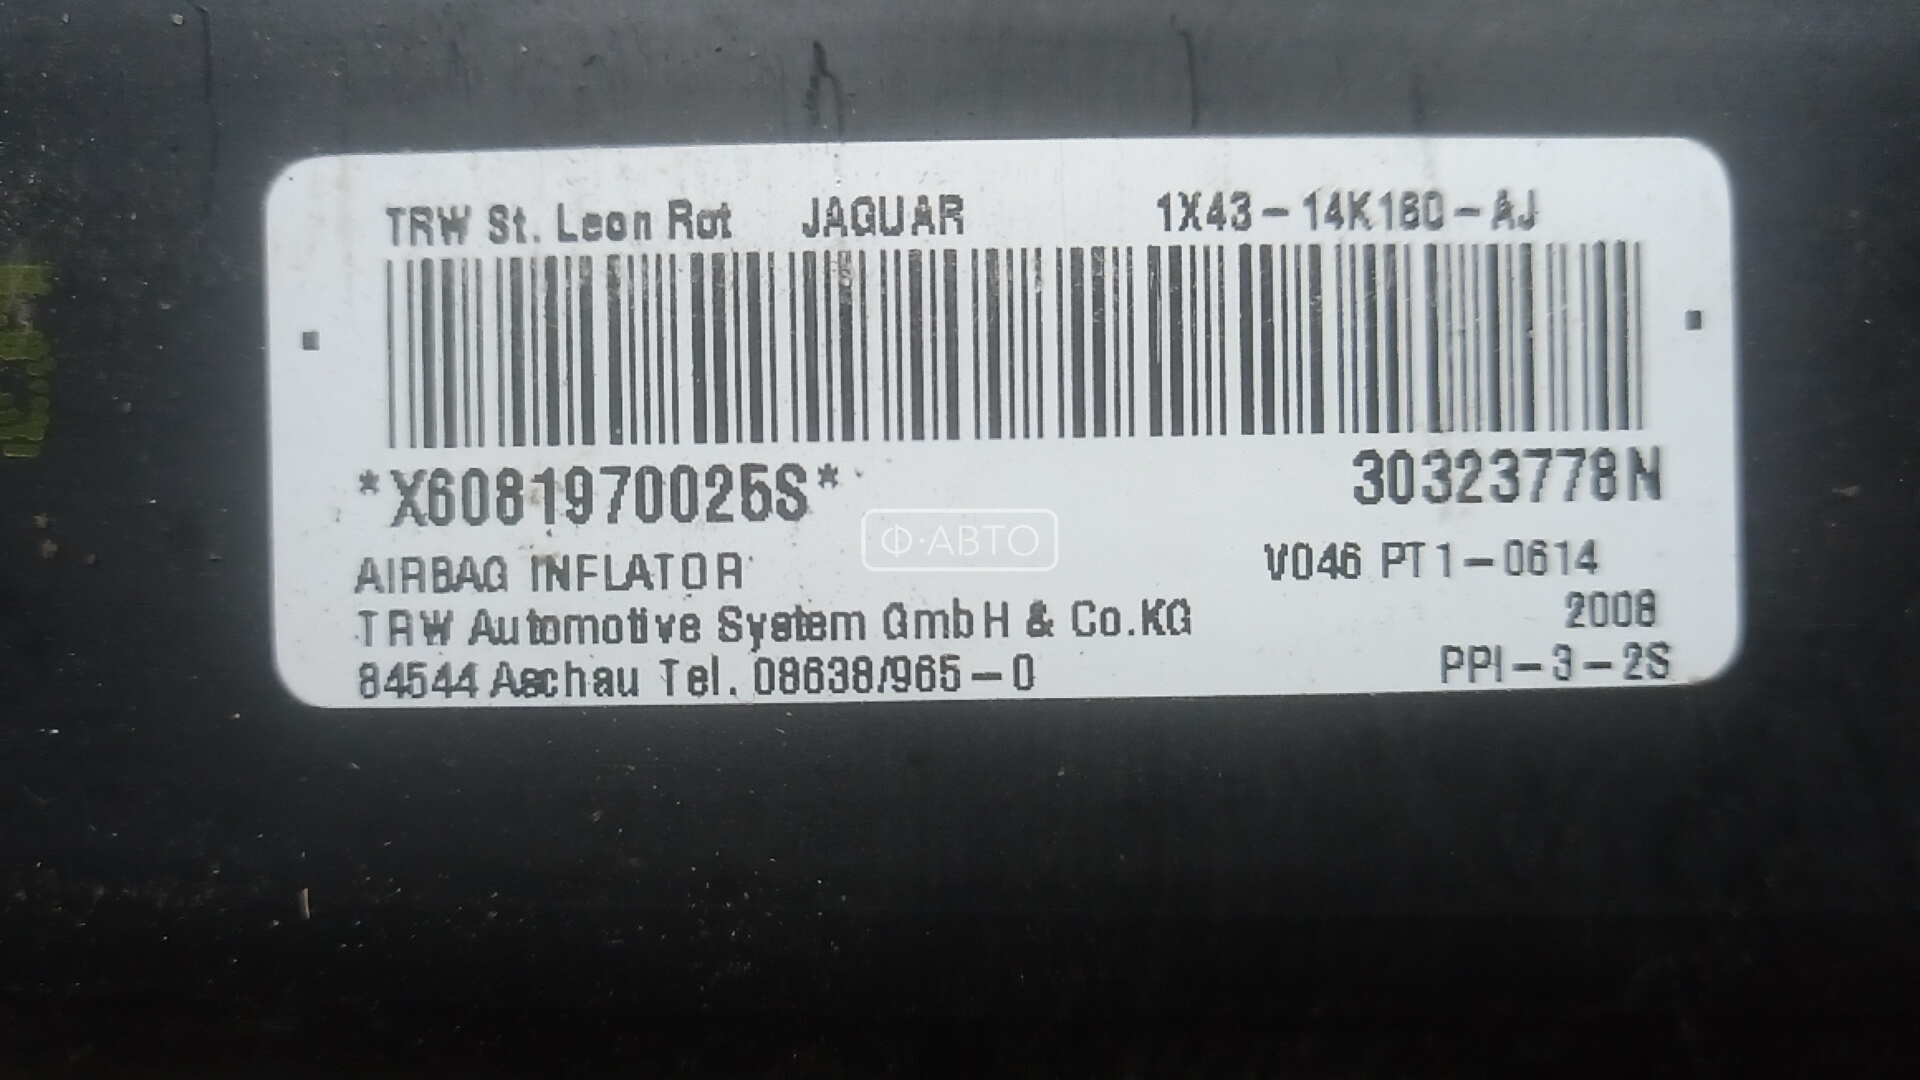 TRW St. Leon Rot JAGUAR 1X43-14K160-AJ
*X6081970025S* 30323778N
Ф·АВТО
AIRBAG INFLATOR V046 PT1-0614
TRW Automotive System GmbH & Co.KG 2008
84544 Aschau Tel. 08638/965-0 PPI-3-2S